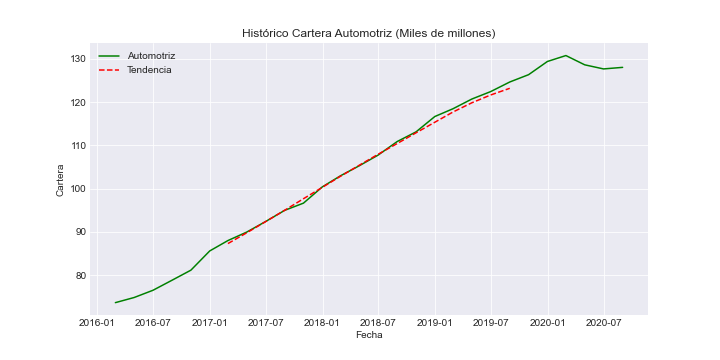 Histórico Cartera Automotriz (Miles de millones)
Automotriz
Tendencia
130
120
110
100
90
80
Cartera
2016-01 2016-07 2017-01 2017-07 2018-01 2018-07 2019-01 2019-07 2020-01 2020-07
Fecha